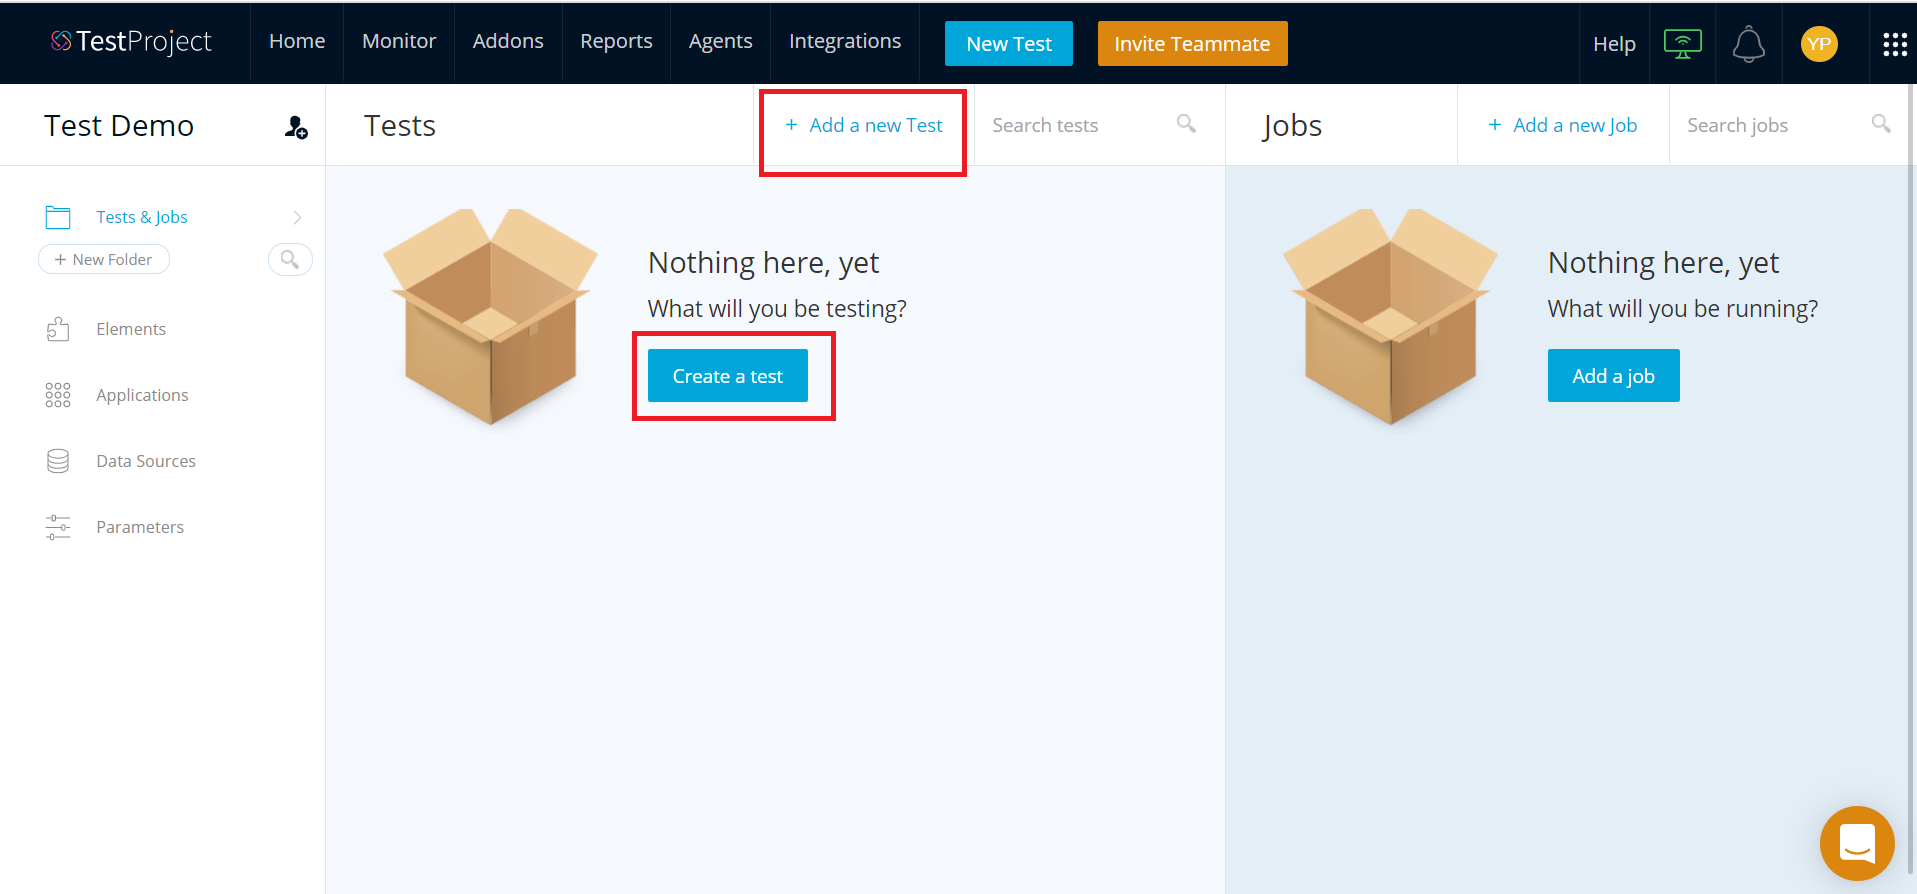 TestProject
Home
Monitor
Addons
Reports
Agents
Integrations
New Test
Invite Teammate
Help
YP
Test Demo
Tests
+ Add a new Test
Search tests
Jobs
+ Add a new Job
Search jobs
Tests & Jobs
+ New Folder
Elements
Applications
Data Sources
Parameters
Nothing here, yet
What will you be testing?
Create a test
Nothing here, yet
What will you be running?
Add a job